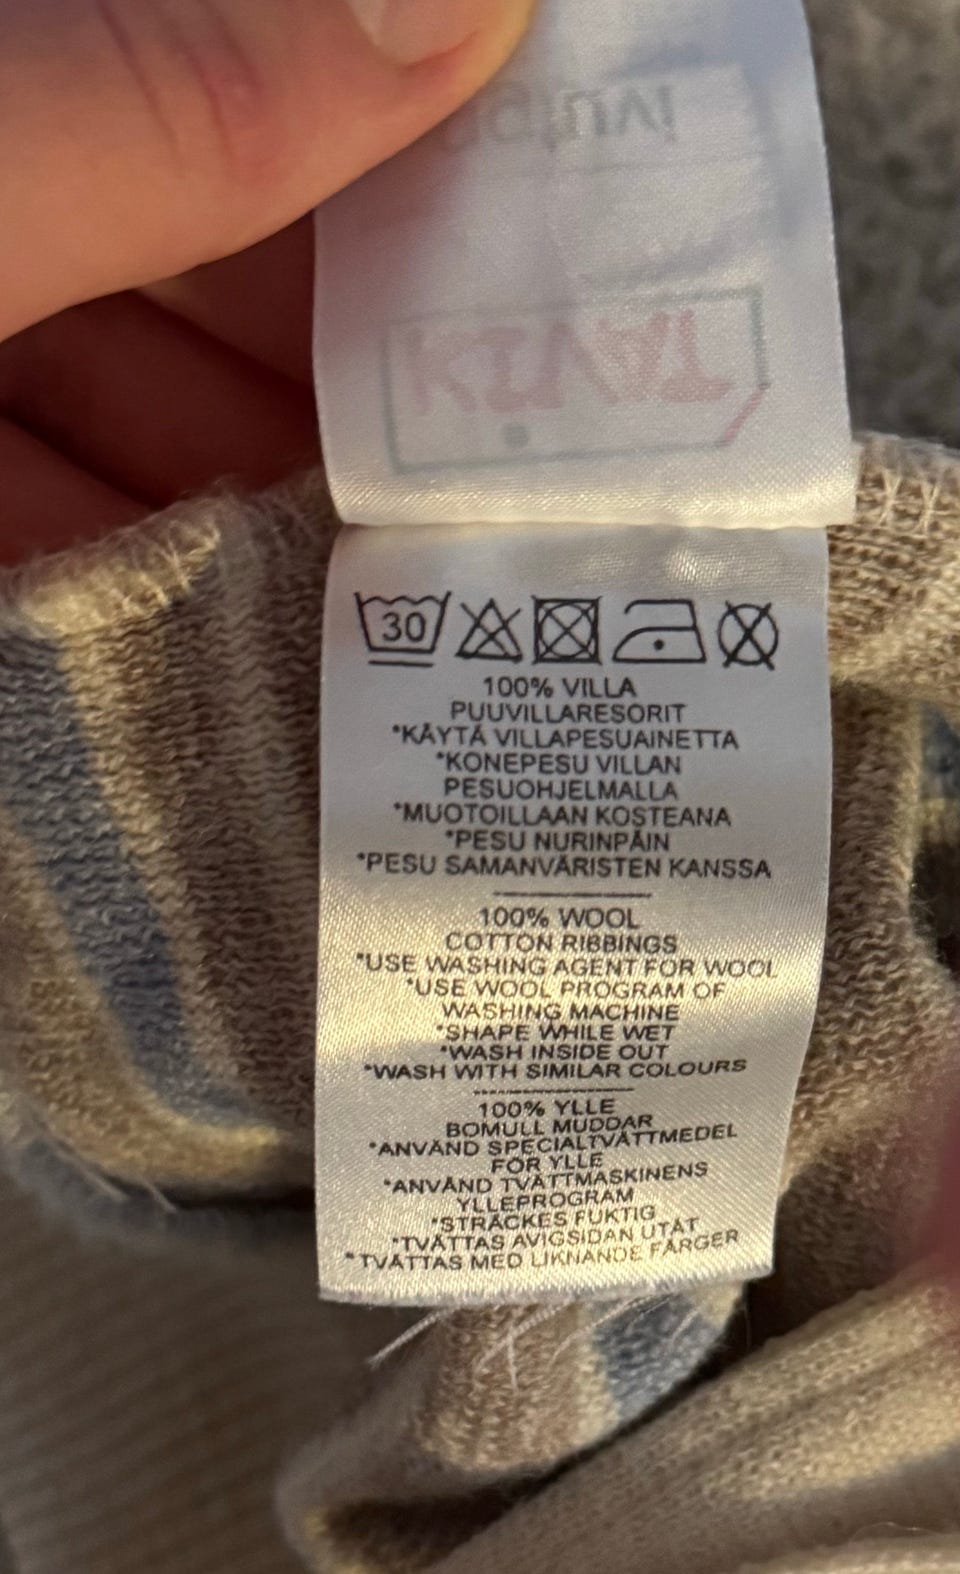 KIVAT
30
100% VILLA
PUUVILLARESORIT
*KÄYTÄ VILLAPESUAINETTA
*KONEPESU VILLAN
PESUOHJELMALLA
*MUOTOILLAAN KOSTEANA
*PESU NURINPÄIN
*PESU SAMANVÄRISTEN KANSSA
100% WOOL
COTTON RIBBINGS
*USE WASHING AGENT FOR WOOL
*USE WOOL PROGRAM OF
WASHING MACHINE
*SHAPE WHILE WET
*WASH INSIDE OUT
*WASH WITH SIMILAR COLOURS
100% YLLE
BOMULL MUDDAR
*ANVÄND SPECIALTVÄTTMEDEL
FÖR YLLE
*ANVÄND TVÄTTMASKINENS
YLLEPROGRAM
*STRÄCKES FUKTIG
*TVÄTTAS AVIGSIDAN UTÅT
*TVÄTTAS MED LIKNANDE FÄRGER